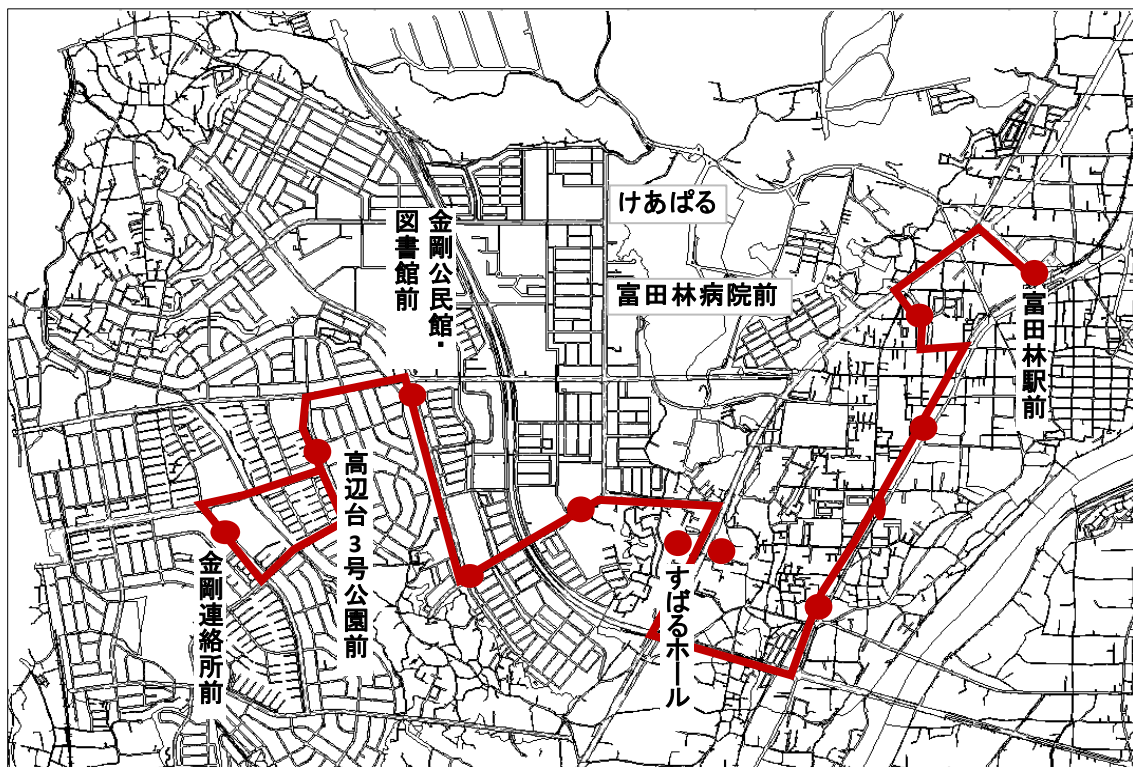 けあぱる
富田林病院前
金剛公民館・
図書館前
富田林駅前
高辺台3号公園前
金剛連絡所前
すばるホール